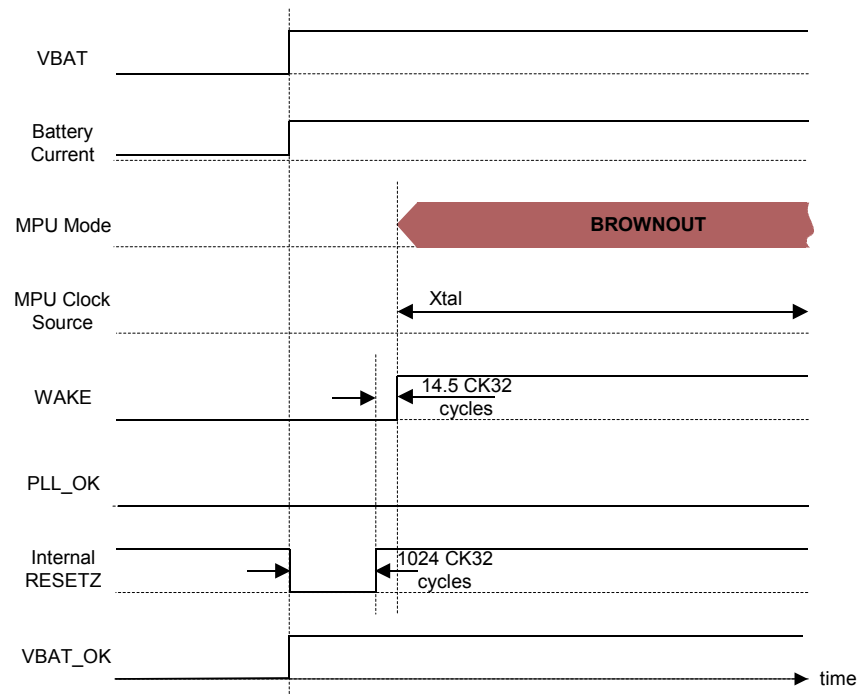 VBAT
Battery
Current
MPU Mode
BROWNOUT
MPU Clock
Source
Xtal
WAKE
14.5 CK32
cycles
PLL_OK
Internal
RESETZ
1024 CK32
cycles
VBAT_OK
time